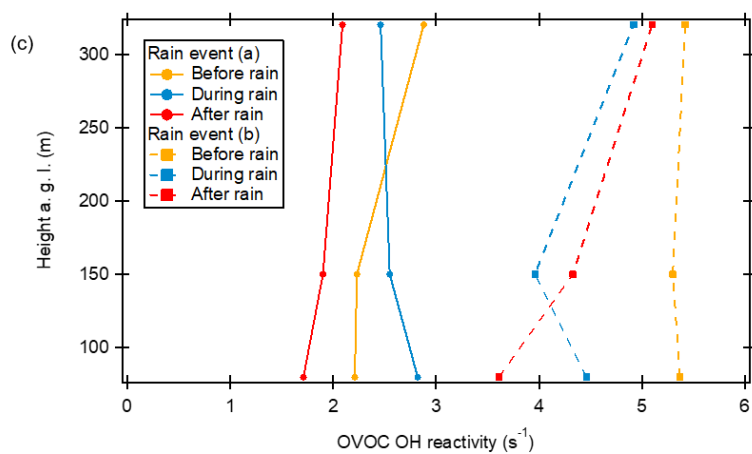 (c)
Height a. g. l. (m)
300
250
200
150
100
Rain event (a)
Before rain
During rain
After rain
Rain event (b)
Before rain
During rain
After rain
0 1 2 3 4 5 6
OVOC OH reactivity (s⁻¹)